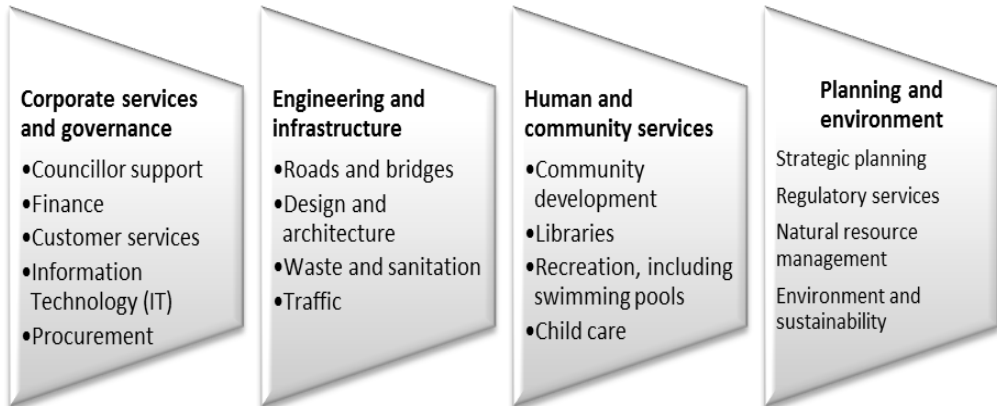 Corporate services
and governance
•Councillor support
•Finance
•Customer services
•Information
Technology (IT)
•Procurement
Engineering and
infrastructure
•Roads and bridges
•Design and
architecture
•Waste and sanitation
•Traffic
Human and
community services
•Community
development
•Libraries
•Recreation, including
swimming pools
•Child care
Planning and
environment
Strategic planning
Regulatory services
Natural resource
management
Environment and
sustainability